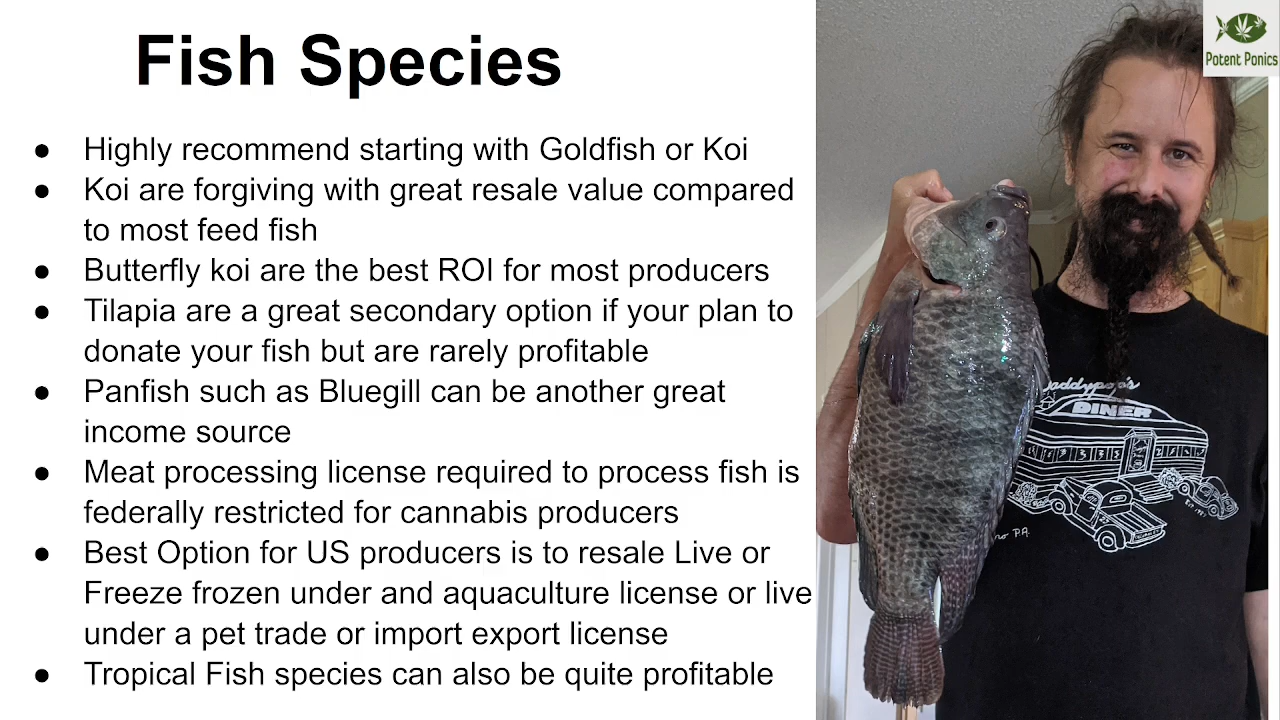 Fish Species
Potent Ponics
● Highly recommend starting with Goldfish or Koi
● Koi are forgiving with great resale value compared
to most feed fish
● Butterfly koi are the best ROI for most producers
● Tilapia are a great secondary option if your plan to
donate your fish but are rarely profitable
● Panfish such as Bluegill can be another great
income source
● Meat processing license required to process fish is
federally restricted for cannabis producers
● Best Option for US producers is to resale Live or
Freeze frozen under and aquaculture license or live
under a pet trade or import export license
● Tropical Fish species can also be quite profitable
DINER
P.A.